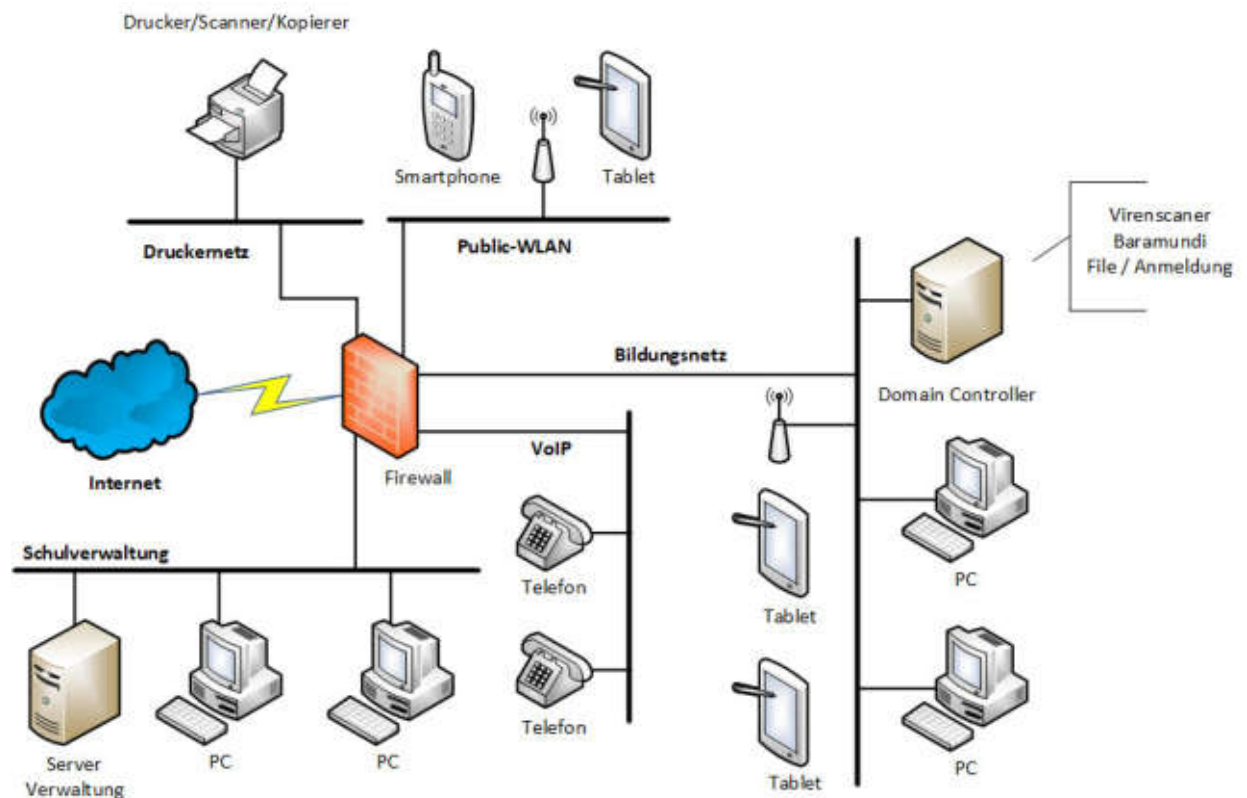 Drucker/Scanner/Kopierer
Smartphone
Tablet
Druckernetz
Public-WLAN
Virenscaner
Baramundi
File / Anmeldung
Bildungsnetz
Domain Controller
Internet
Firewall
VoIP
Schulverwaltung
Telefon
Tablet
PC
Server
Verwaltung
PC
PC
Telefon
Tablet
PC